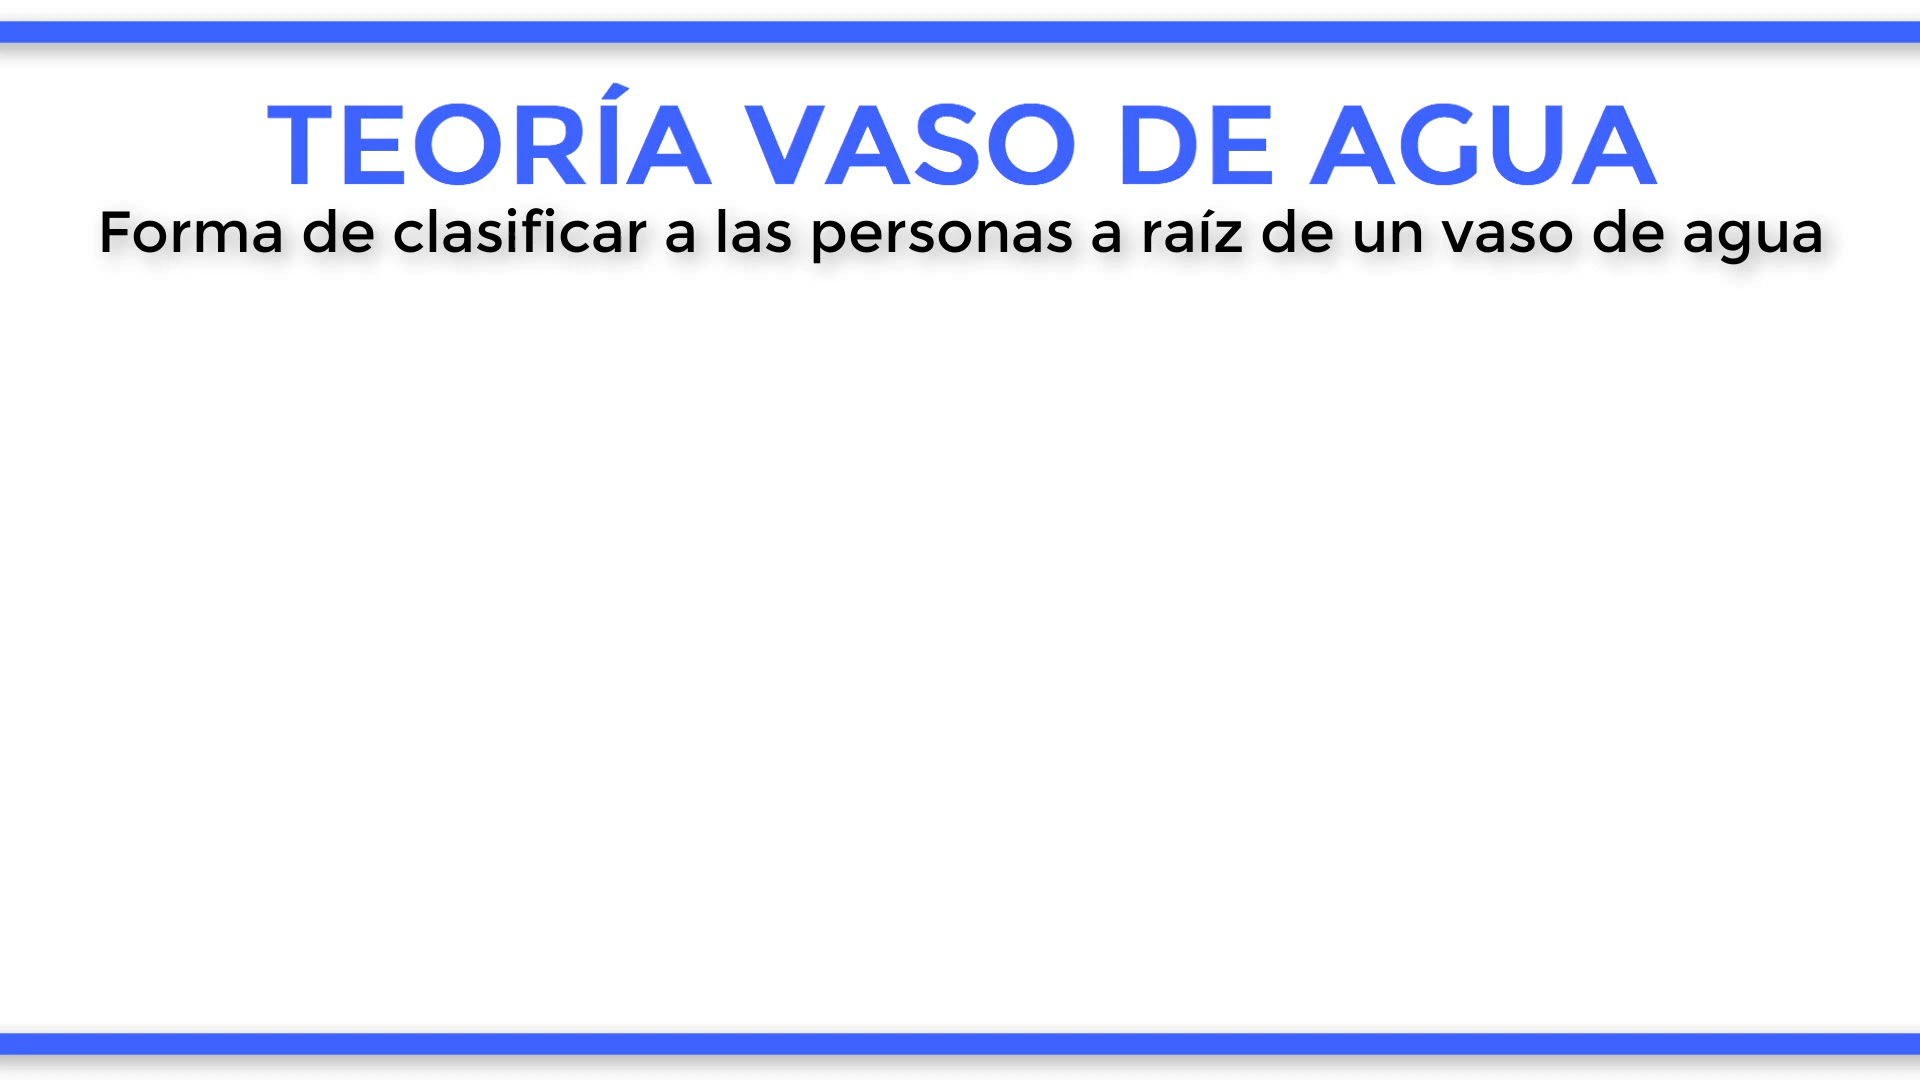 TEORÍA VASO DE AGUA
Forma de clasificar a las personas a raíz de un vaso de agua